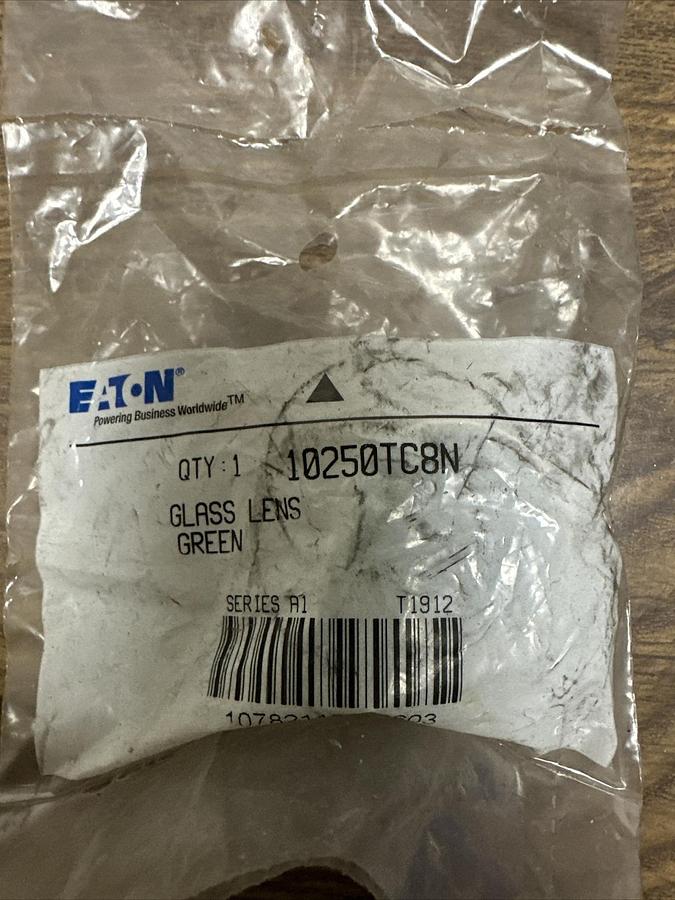 EATON®
Powering Business Worldwide™
QTY: 1 10250TC8N
GLASS LENS
GREEN
SERIES A1 T1912